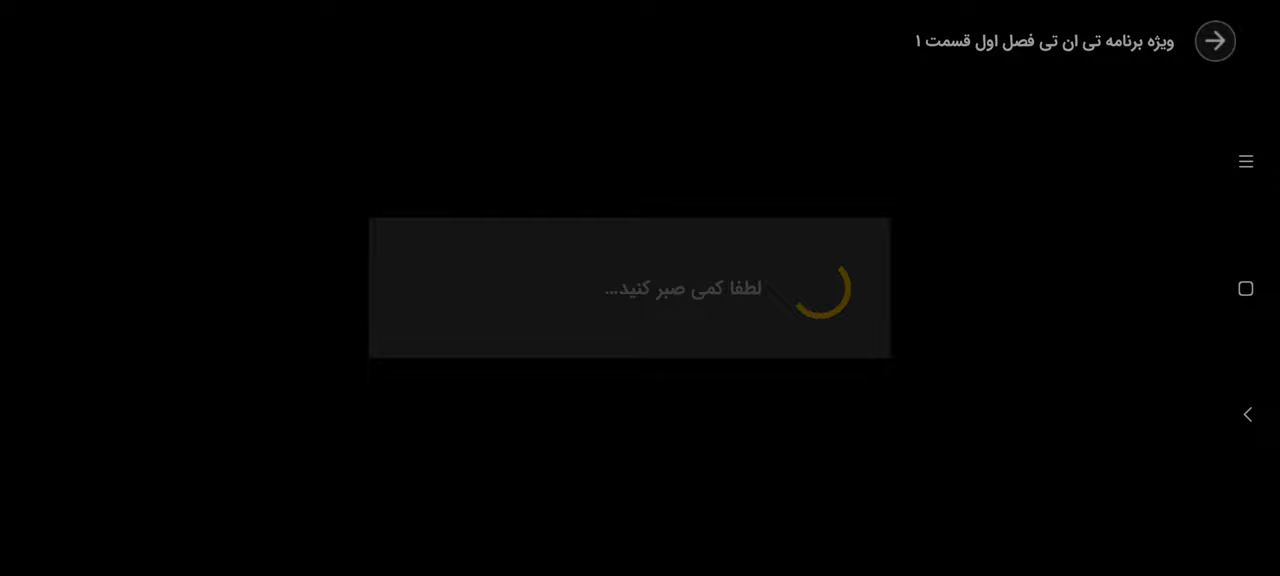 ویژه برنامه تی ان تی فصل اول قسمت ۱
لطفا کمی صبر کنید...